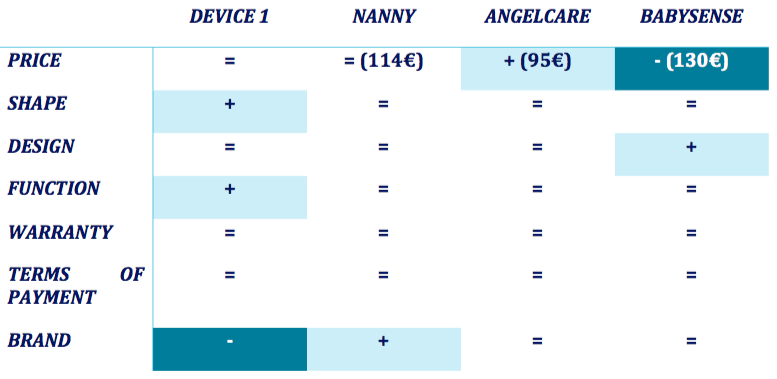 DEVICE 1 NANNY ANGELCARE BABYSENSE
PRICE = = (114€) + (95€) - (130€)
SHAPE + = = =
DESIGN = = = +
FUNCTION + = = =
WARRANTY = = = =
TERMS OF = = = =
PAYMENT
BRAND - + = =